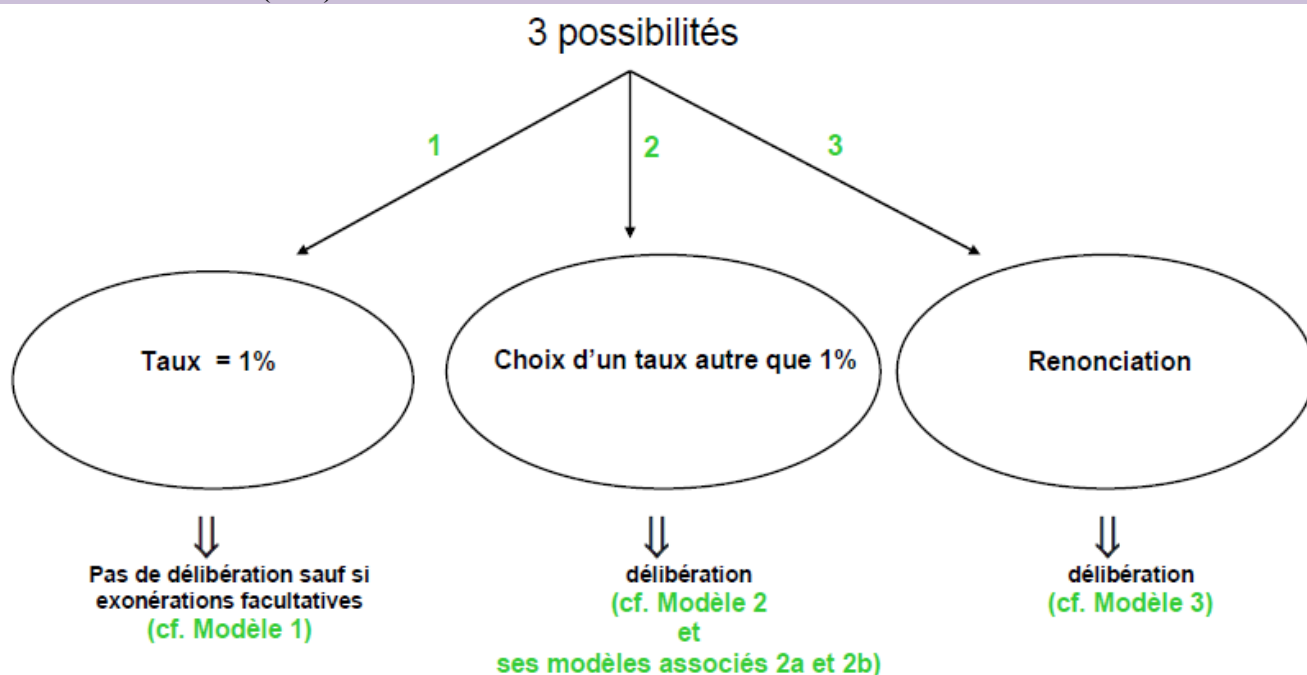 3 possibilités
1
2
3
Taux = 1%
Choix d'un taux autre que 1%
Renonciation
⇓
⇓
⇓
Pas de délibération sauf si
exonérations facultatives
(cf. Modèle 1)
délibération
(cf. Modèle 2
et
ses modèles associés 2a et 2b)
délibération
(cf. Modèle 3)